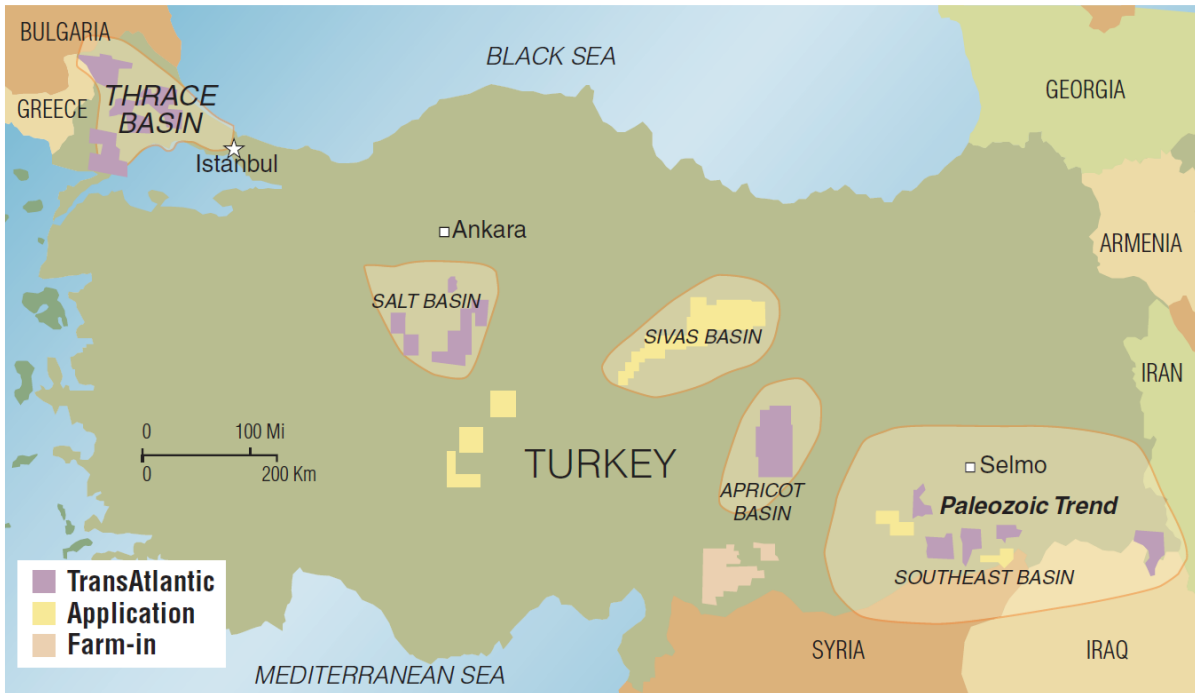 BULGARIA
BLACK SEA
GEORGIA
THRACE
BASIN
GREECE
Istanbul
Ankara
ARMENIA
SALT BASIN
SIVAS BASIN
IRAN
0 100 Mi
0 200 Km
TURKEY
Selmo
APRICOT
BASIN
Paleozoic Trend
SOUTHEAST BASIN
TransAtlantic
Application
Farm-in
SYRIA
IRAQ
MEDITERRANEAN SEA